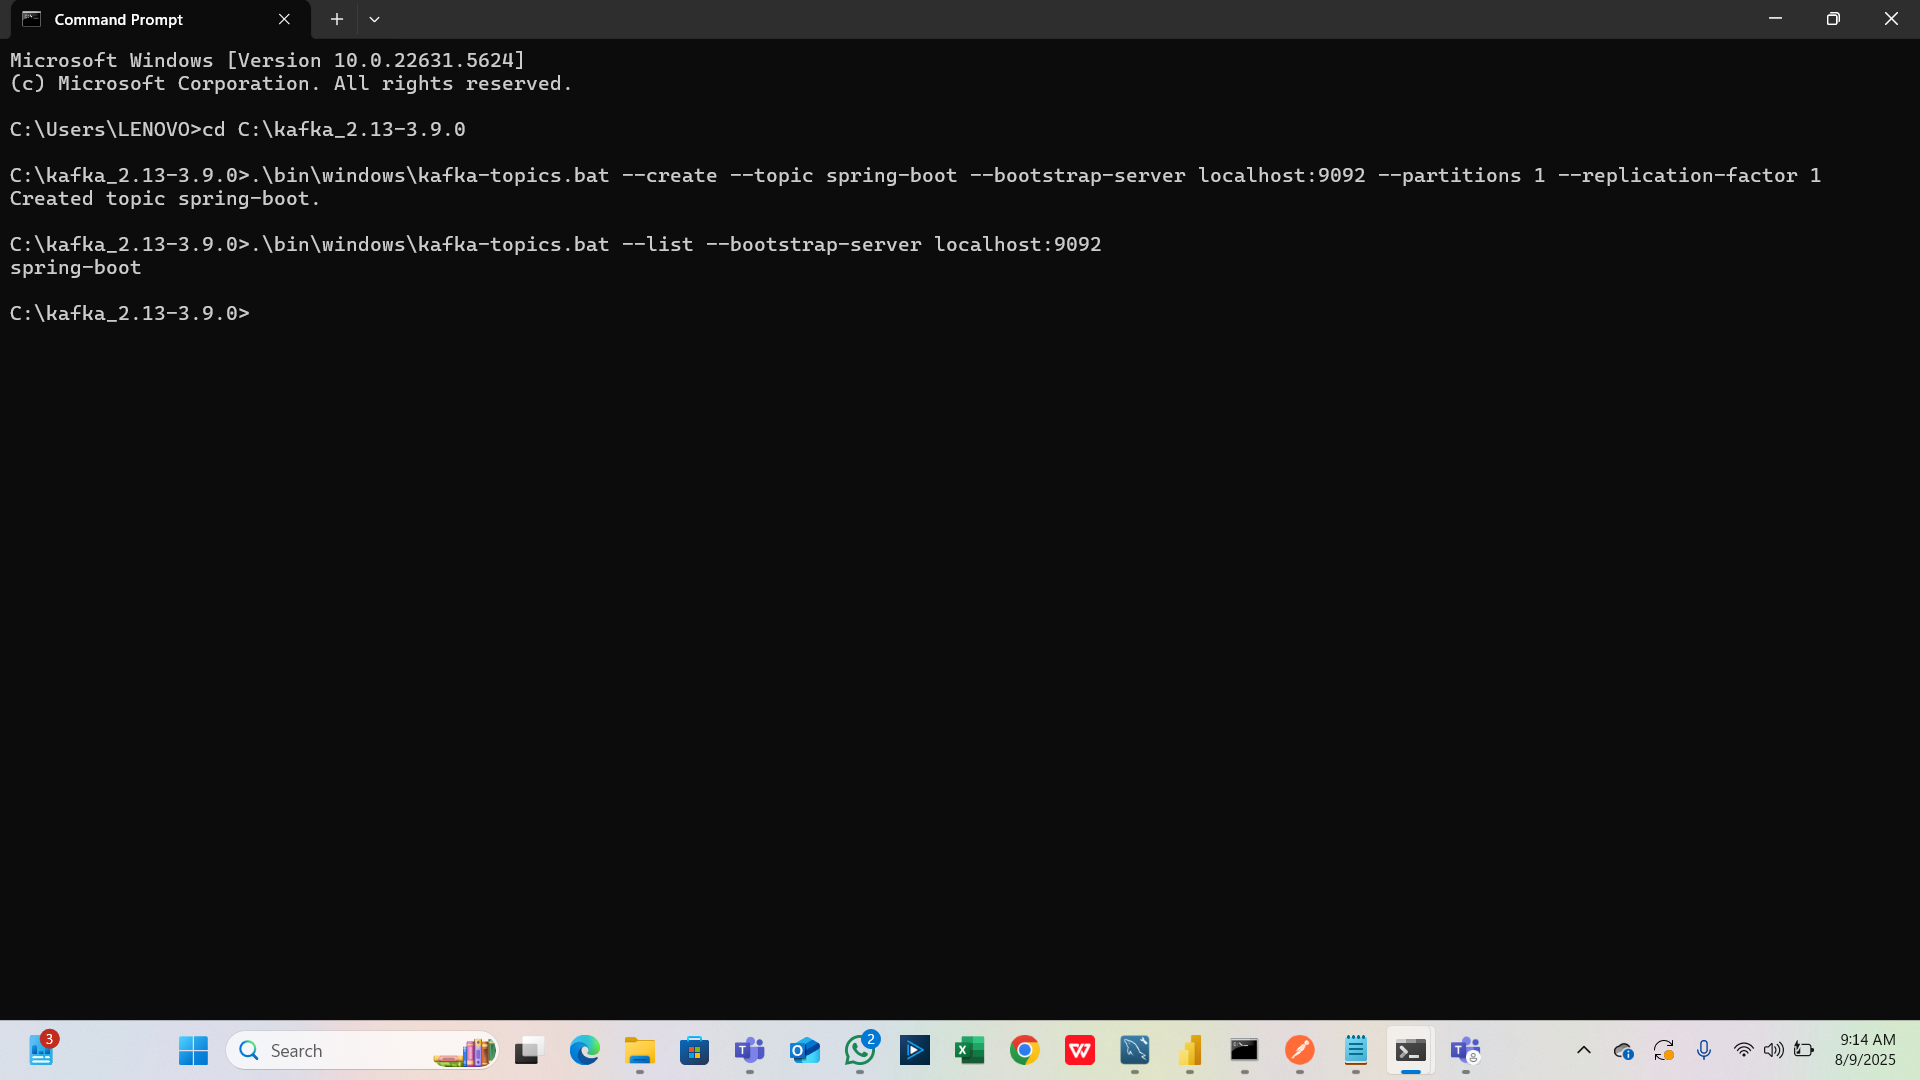 Command Prompt
Microsoft Windows [Version 10.0.22631.5624]
(c) Microsoft Corporation. All rights reserved.
C:\Users\LENOVO>cd C:\kafka_2.13-3.9.0
C:\kafka_2.13-3.9.0>.\bin\windows\kafka-topics.bat --create --topic spring-boot --bootstrap-server localhost:9092 --partitions 1 --replication-factor 1
Created topic spring-boot.
C:\kafka_2.13-3.9.0>.\bin\windows\kafka-topics.bat --list --bootstrap-server localhost:9092
spring-boot
C:\kafka_2.13-3.9.0>
3
Search
2
9:14 AM
8/9/2025